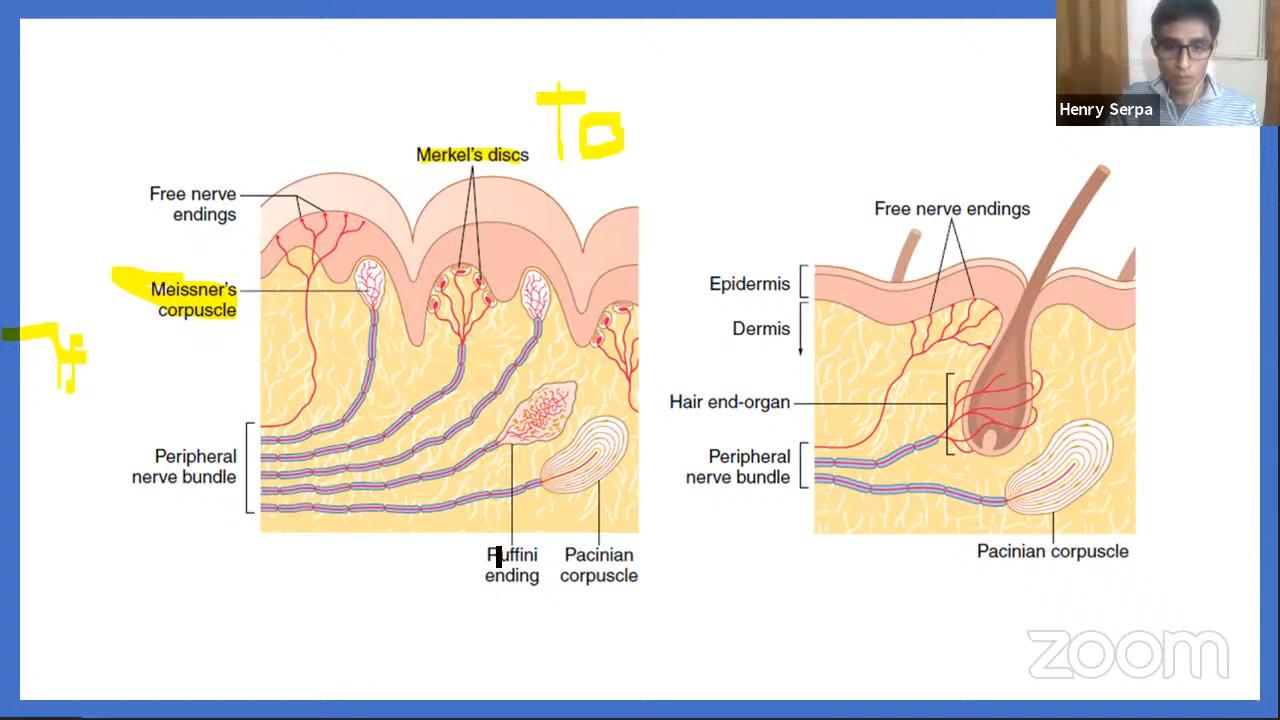 Henry Serpa
To
Merkel's discs
Free nerve
endings
Meissner's
corpuscle
Peripheral
nerve bundle
Ruffini
ending
Pacinian
corpuscle
Free nerve endings
Epidermis
Dermis
Hair end-organ
Peripheral
nerve bundle
Pacinian corpuscle
zoom